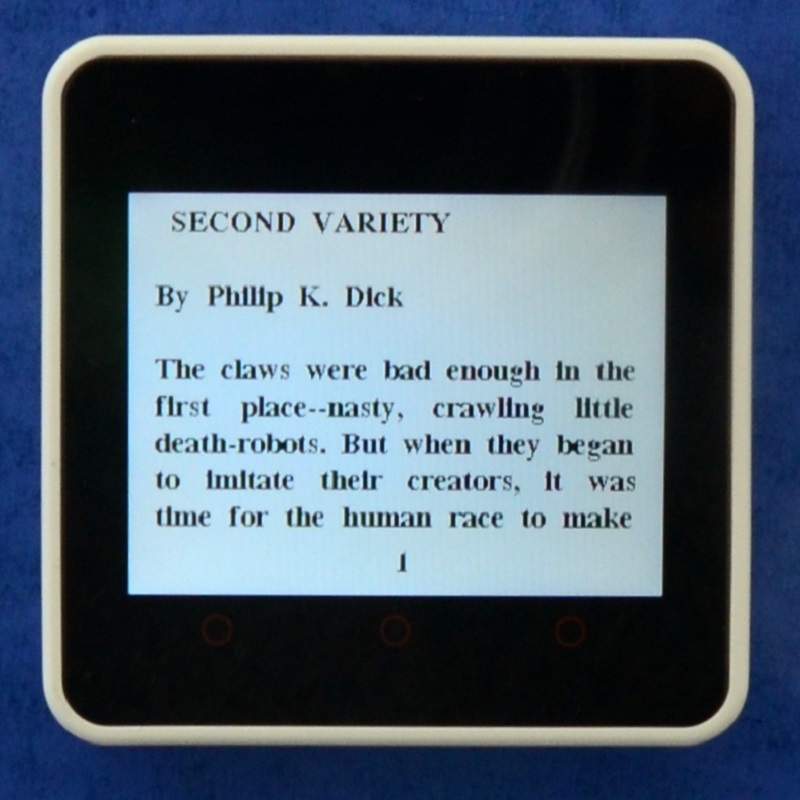 SECOND VARIETY
By Philip K. Dick
The claws were bad enough in the
first place--nasty, crawling little
death-robots. But when they began
to imitate their creators, it was
time for the human race to make
1